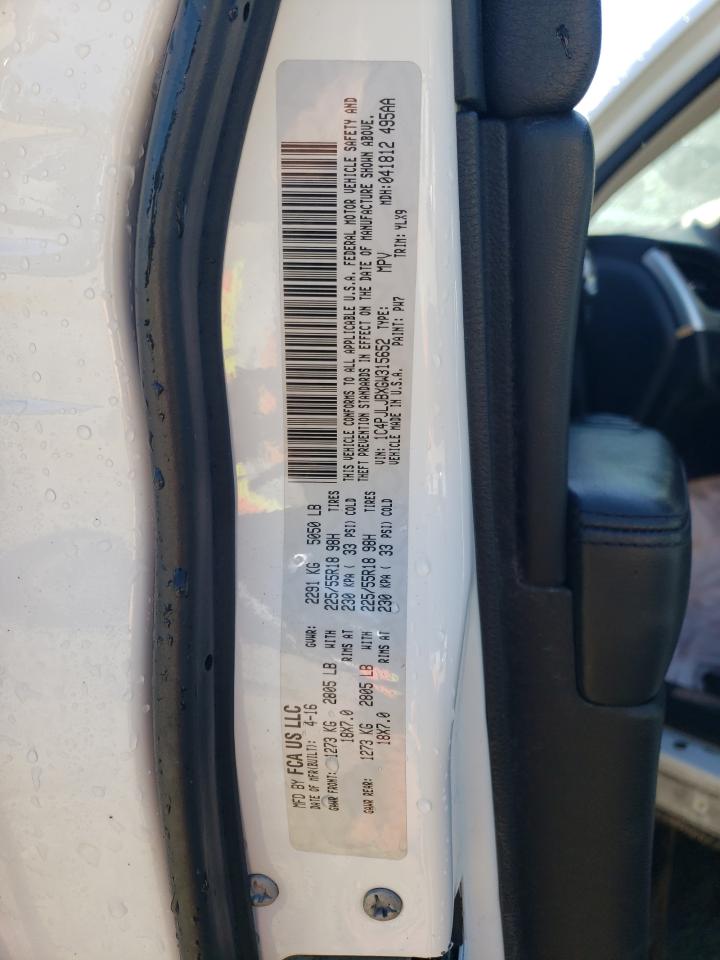 MFD BY FCA US LLC
DATE OF MFR(BUILT): 4-16 GVWR: 2291 KG 5050 LB
GAWR FRONT: 1273 KG 2805 LB WITH 225/55R18 98H TIRES
18X7.0 RIMS AT 230 KPA ( 33 PSI) COLD
GAWR REAR: 1273 KG 2805 LB WITH 225/55R18 98H TIRES
18X7.0 RIMS AT 230 KPA ( 33 PSI) COLD
THIS VEHICLE CONFORMS TO ALL APPLICABLE U.S.A. FEDERAL MOTOR VEHICLE SAFETY AND
THEFT PREVENTION STANDARDS IN EFFECT ON THE DATE OF MANUFACTURE SHOWN ABOVE.
VIN: 1C4PJLJBXGW315652 TYPE: MPV MDH:041812 495AA
VEHICLE MADE IN U.S.A. PAINT: PW7 TRIM: YLX9